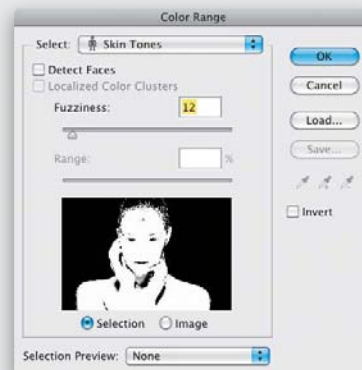 Color Range
Select: Skin Tones
OK
Detect Faces
Localized Color Clusters
Cancel
Fuzziness: 12
Load...
Range: %
Save...
Invert
Selection Image
Selection Preview: None